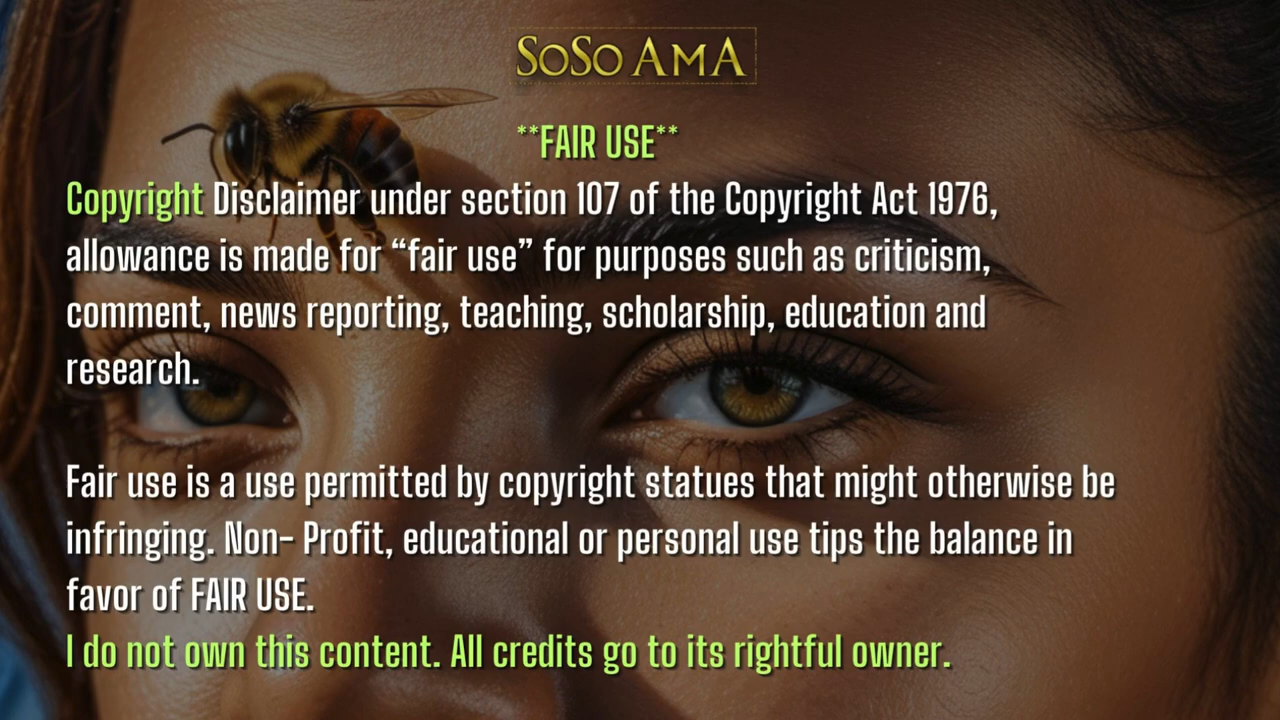 SoSo AmA
**FAIR USE**
Copyright Disclaimer under section 107 of the Copyright Act 1976,
allowance is made for “fair use” for purposes such as criticism,
comment, news reporting, teaching, scholarship, education and
research.
Fair use is a use permitted by copyright statues that might otherwise be
infringing. Non- Profit, educational or personal use tips the balance in
favor of FAIR USE.
I do not own this content. All credits go to its rightful owner.